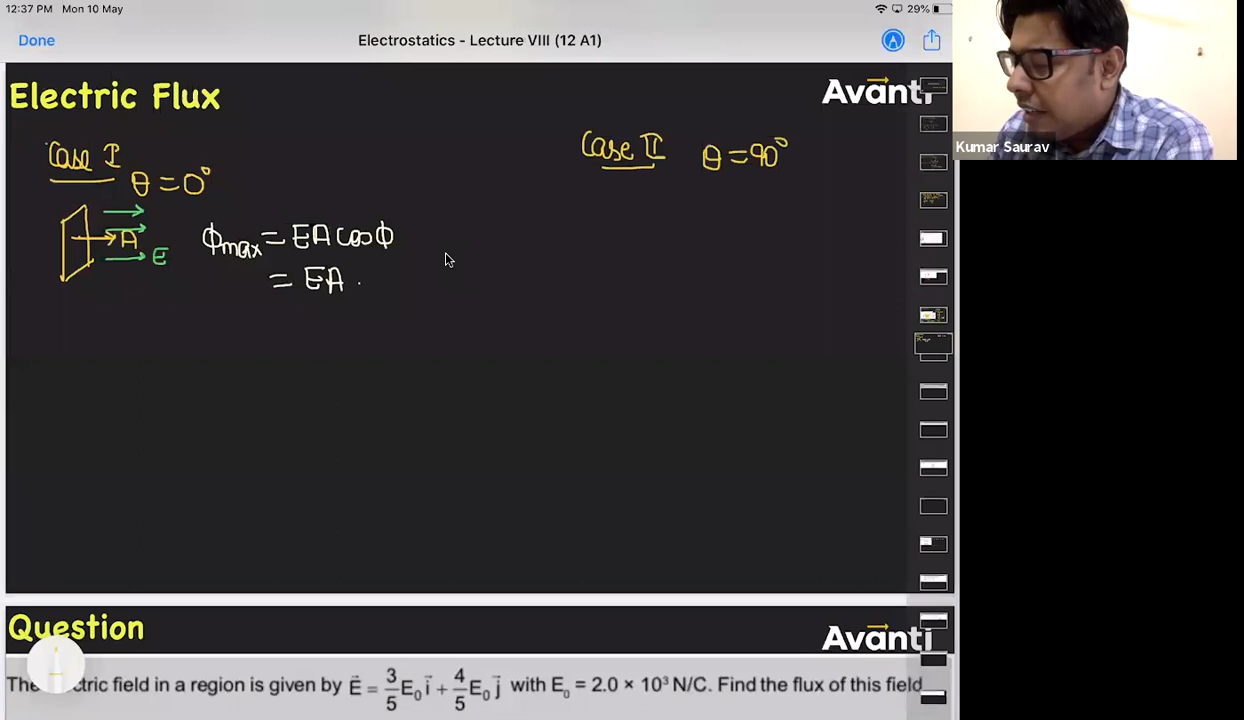 12:37 PM Mon 10 May
29%
Done
Electrostatics - Lecture VIII (12 A1)
Electric Flux
Avanti
Case I
θ = 0°
A
E
ϕmax = EA cosϕ
= EA .
Case II θ = 90°
Kumar Saurav
Question
Avanti
The ctric field in a region is given by E⃗ = 3/5 E₀ i⃗ + 4/5 E₀ j⃗ with E₀ = 2.0 × 10³ N/C. Find the flux of this field